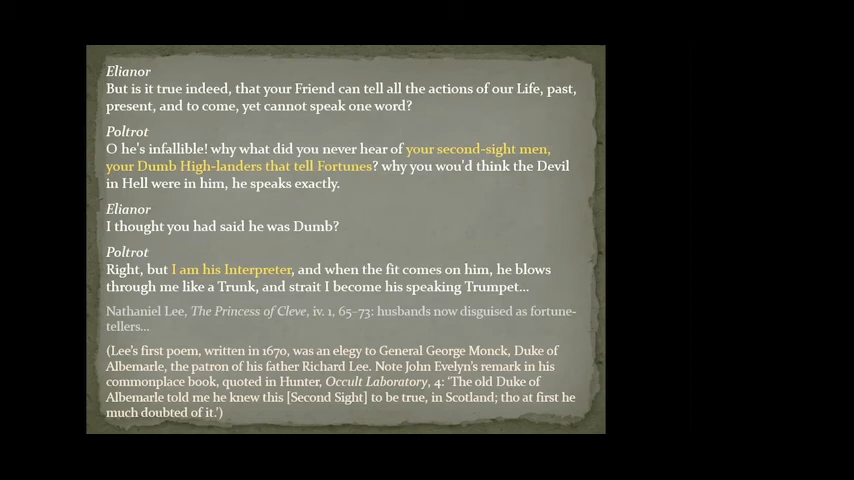 Elianor
But is it true indeed, that your Friend can tell all the actions of our Life, past,
present, and to come, yet cannot speak one word?
Poltrot
O he's infallible! why what did you never hear of your second-sight men,
your Dumb High-landers that tell Fortunes? why you wou'd think the Devil
in Hell were in him, he speaks exactly.
Elianor
I thought you had said he was Dumb?
Poltrot
Right, but I am his Interpreter, and when the fit comes on him, he blows
through me like a Trunk, and strait I become his speaking Trumpet...
Nathaniel Lee, The Princess of Cleve, iv. 1, 65–73: husbands now disguised as fortune-
tellers...
(Lee's first poem, written in 1670, was an elegy to General George Monck, Duke of
Albemarle, the patron of his father Richard Lee. Note John Evelyn's remark in his
commonplace book, quoted in Hunter, Occult Laboratory, 4: 'The old Duke of
Albemarle told me he knew this [Second Sight] to be true, in Scotland; tho at first he
much doubted of it.')